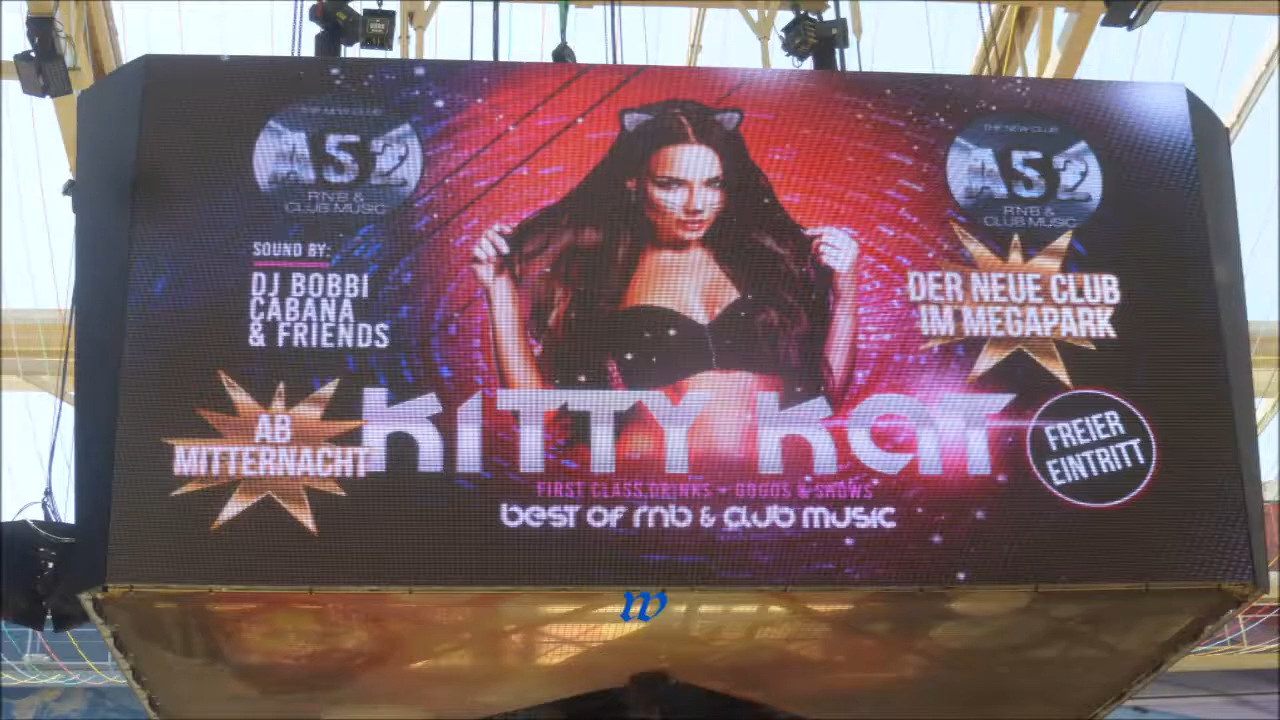 THE NEW CLUB
A52
RNB &
CLUB MUSIC
THE NEW CLUB
A52
RNB &
CLUB MUSIC
SOUND BY:
DJ BOBBI
CABANA
& FRIENDS
DER NEUE CLUB
IM MEGAPARK
AB
MITTERNACHT
KITTY KAT
FREIER
EINTRITT
FIRST CLASS DRINKS + GOGOS & SHOWS
BEST OF RNB & CLUB MUSIC
w